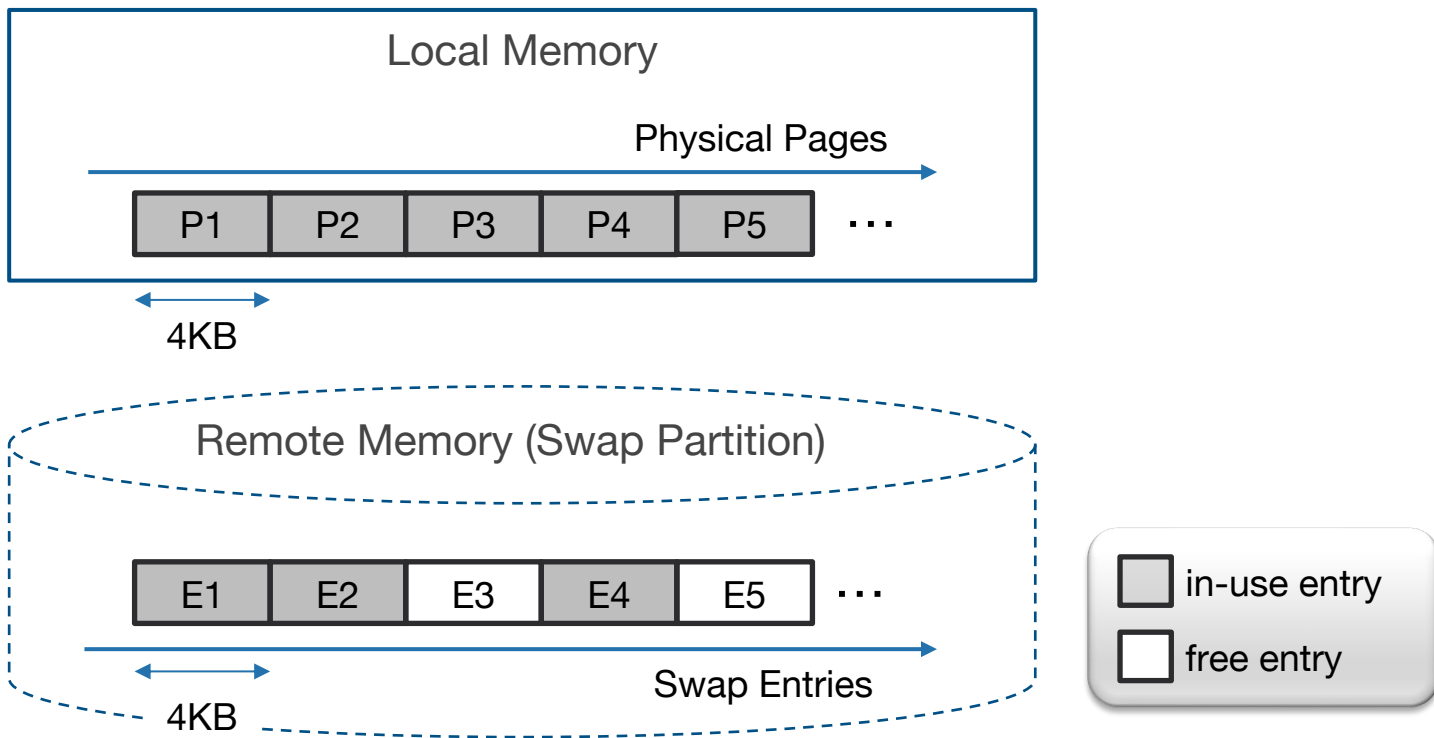 Local Memory
Physical Pages
P1 P2 P3 P4 P5 ...
4KB
Remote Memory (Swap Partition)
E1 E2 E3 E4 E5 ...
Swap Entries
4KB
in-use entry
free entry